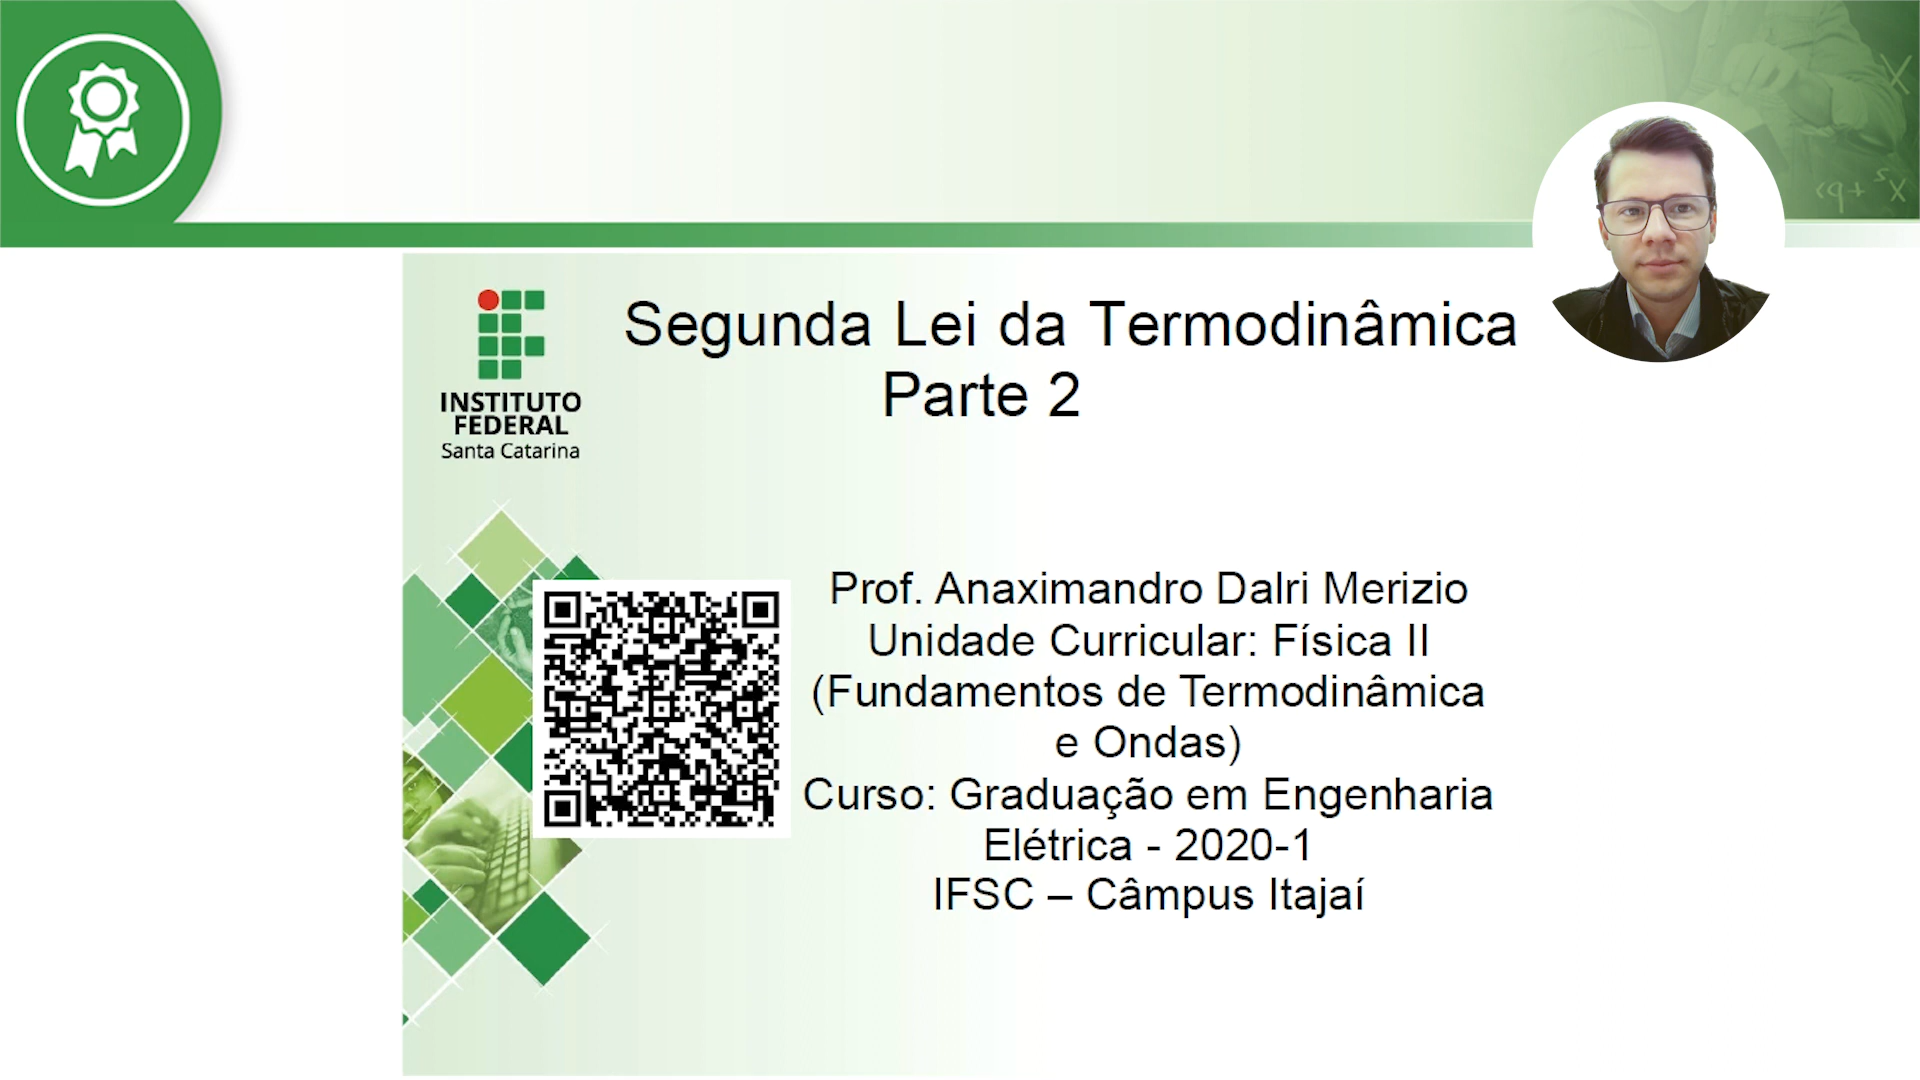 Segunda Lei da Termodinâmica
Parte 2
INSTITUTO
FEDERAL
Santa Catarina
Prof. Anaximandro Dalri Merizio
Unidade Curricular: Física II
(Fundamentos de Termodinâmica
e Ondas)
Curso: Graduação em Engenharia
Elétrica - 2020-1
IFSC – Câmpus Itajaí